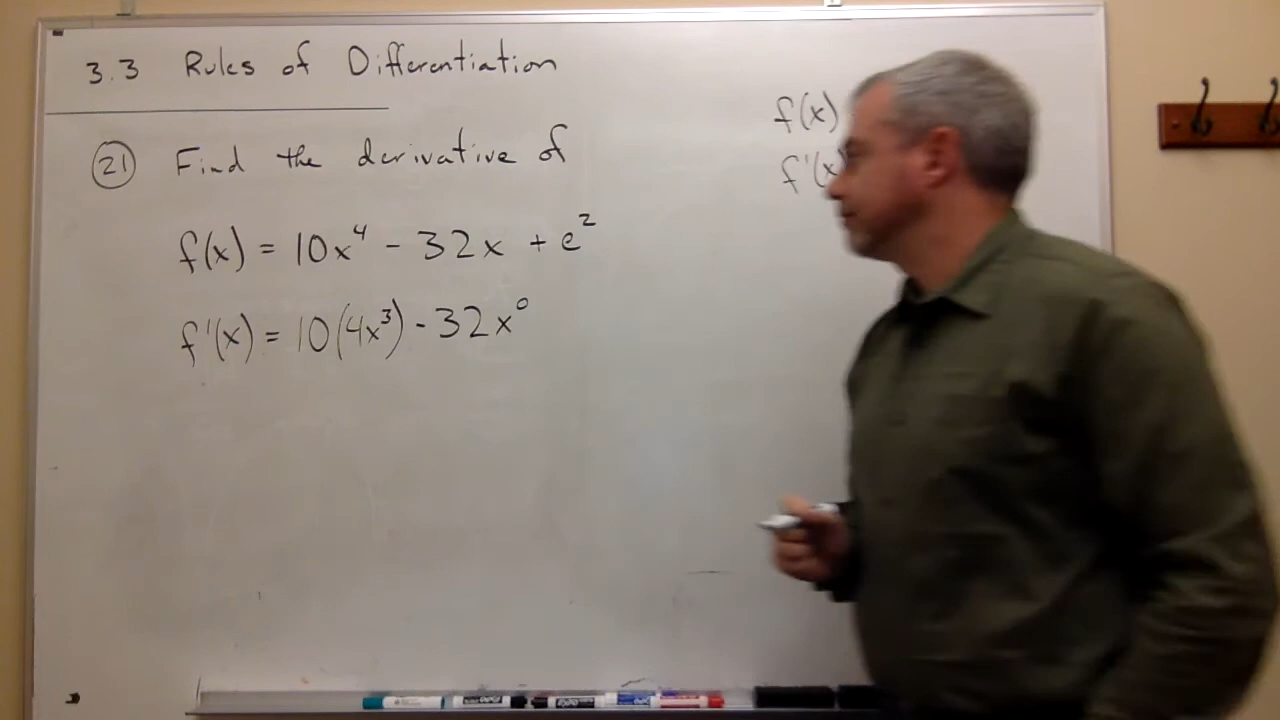 3.3 Rules of Differentiation
21 Find the derivative of
f(x) = 10x⁴ - 32x + e²
f'(x) = 10(4x³) - 32x⁰
f(x)
f'(x)